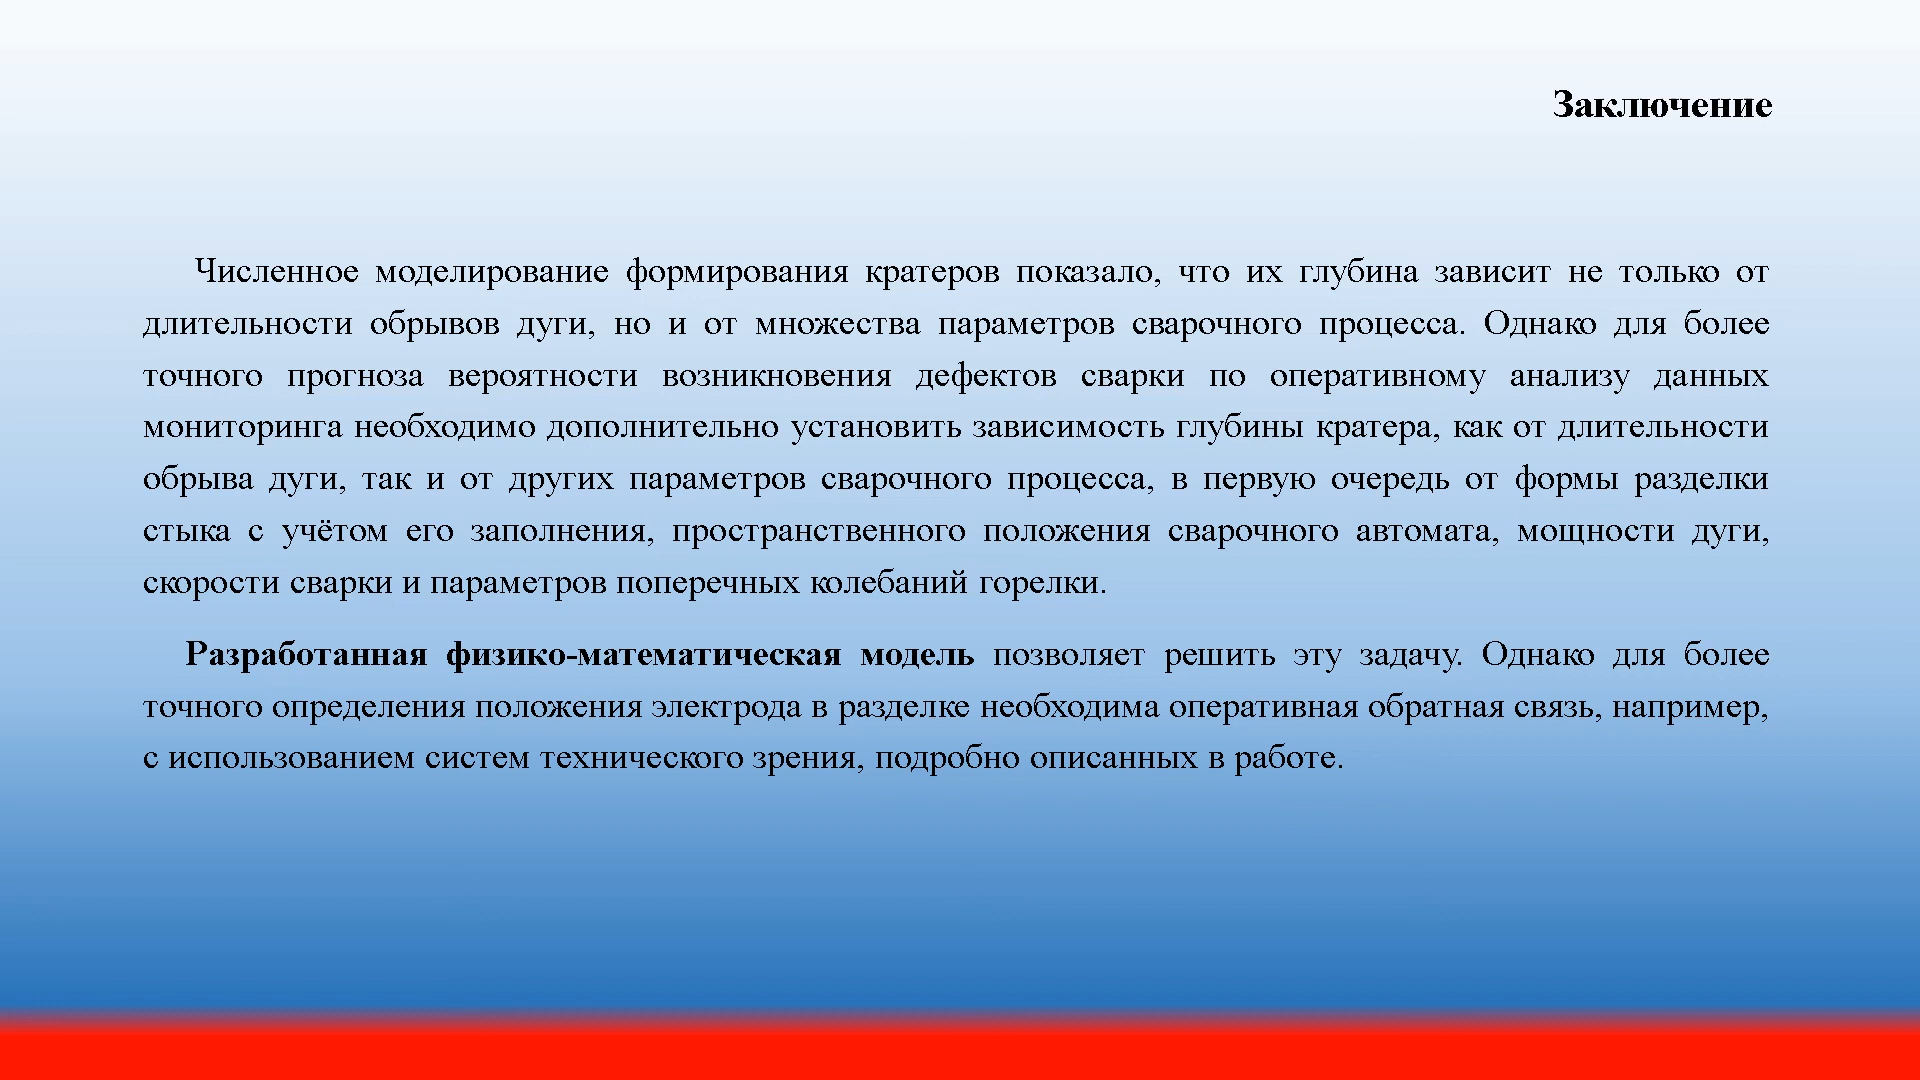 Заключение
Численное моделирование формирования кратеров показало, что их глубина зависит не только от
длительности обрывов дуги, но и от множества параметров сварочного процесса. Однако для более
точного прогноза вероятности возникновения дефектов сварки по оперативному анализу данных
мониторинга необходимо дополнительно установить зависимость глубины кратера, как от длительности
обрыва дуги, так и от других параметров сварочного процесса, в первую очередь от формы разделки
стыка с учётом его заполнения, пространственного положения сварочного автомата, мощности дуги,
скорости сварки и параметров поперечных колебаний горелки.
Разработанная физико-математическая модель позволяет решить эту задачу. Однако для более
точного определения положения электрода в разделке необходима оперативная обратная связь, например,
с использованием систем технического зрения, подробно описанных в работе.